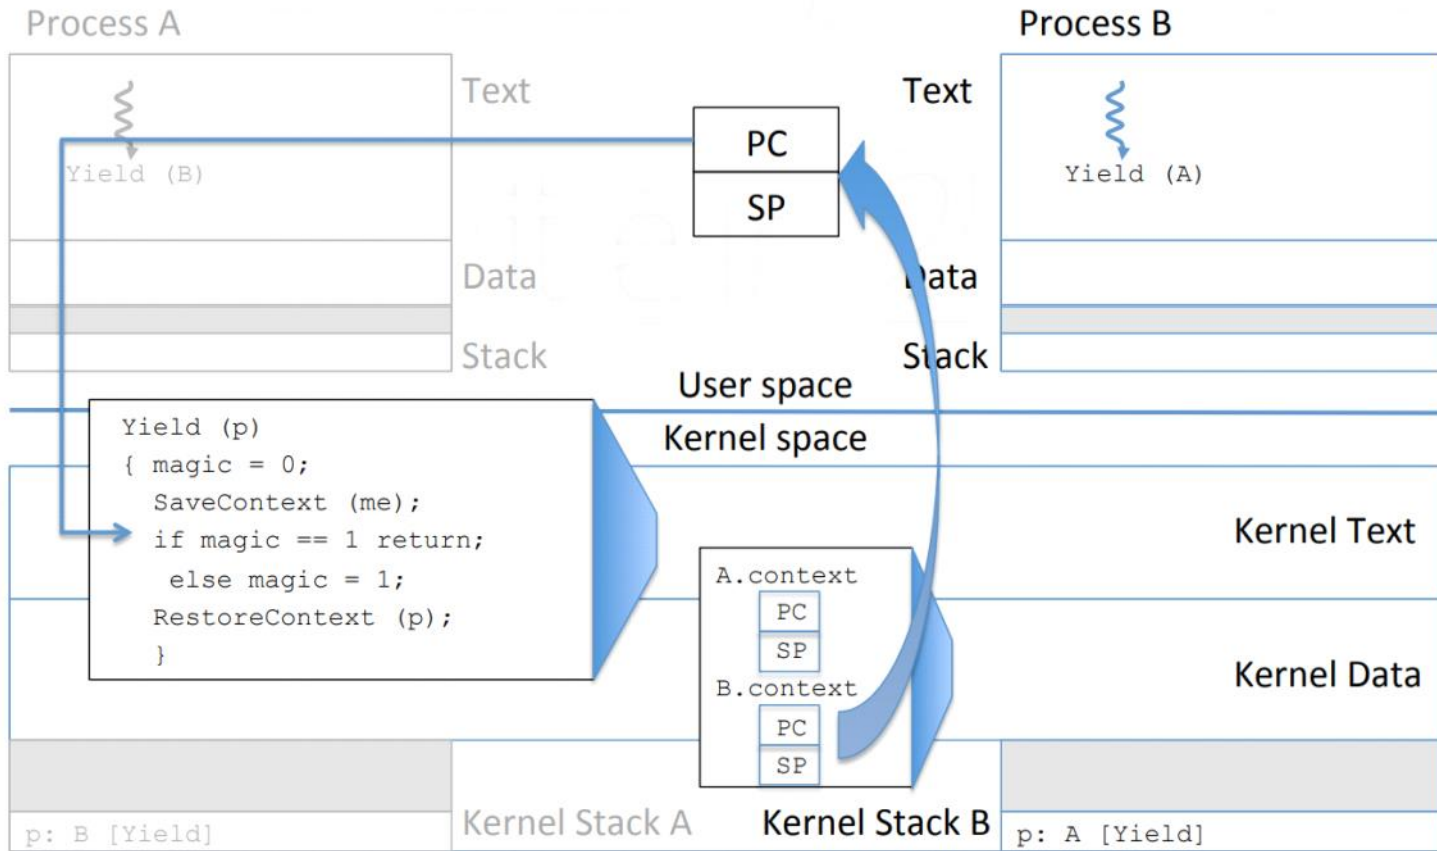 Process A
Process B
Text
Text
PC
Yield (B)
Yield (A)
SP
Data
Data
Stack
Stack
User space
Kernel space
Yield (p)
{ magic = 0;
SaveContext (me);
if magic == 1 return;
else magic = 1;
RestoreContext (p);
}
Kernel Text
A.context
PC
SP
B.context
PC
SP
Kernel Data
Kernel Stack A
Kernel Stack B
p: B [Yield]
p: A [Yield]